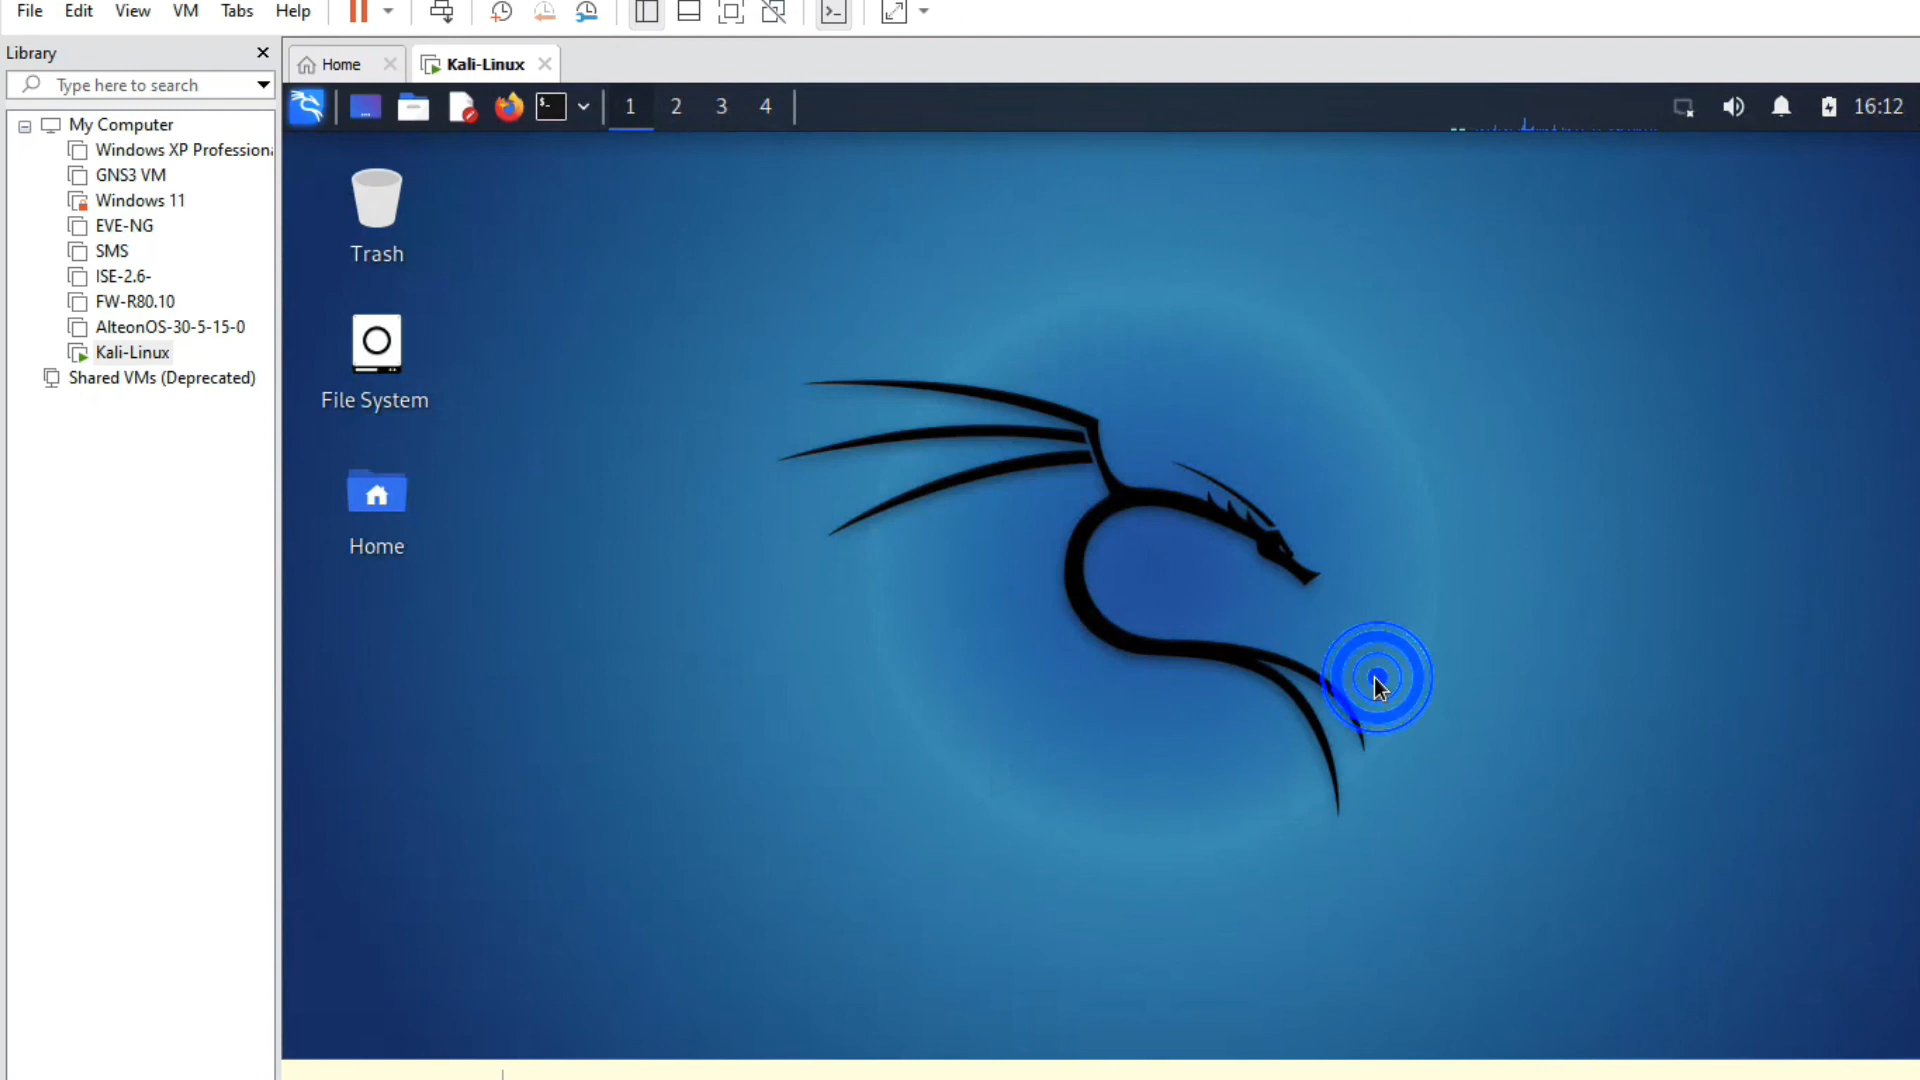 File Edit View VM Tabs Help
Library
Type here to search
Home
Kali-Linux
My Computer
Windows XP Professiona
GNS3 VM
Windows 11
EVE-NG
SMS
ISE-2.6-
FW-R80.10
AlteonOS-30-5-15-0
Kali-Linux
Shared VMs (Deprecated)
1 2 3 4
16:12
Trash
File System
Home